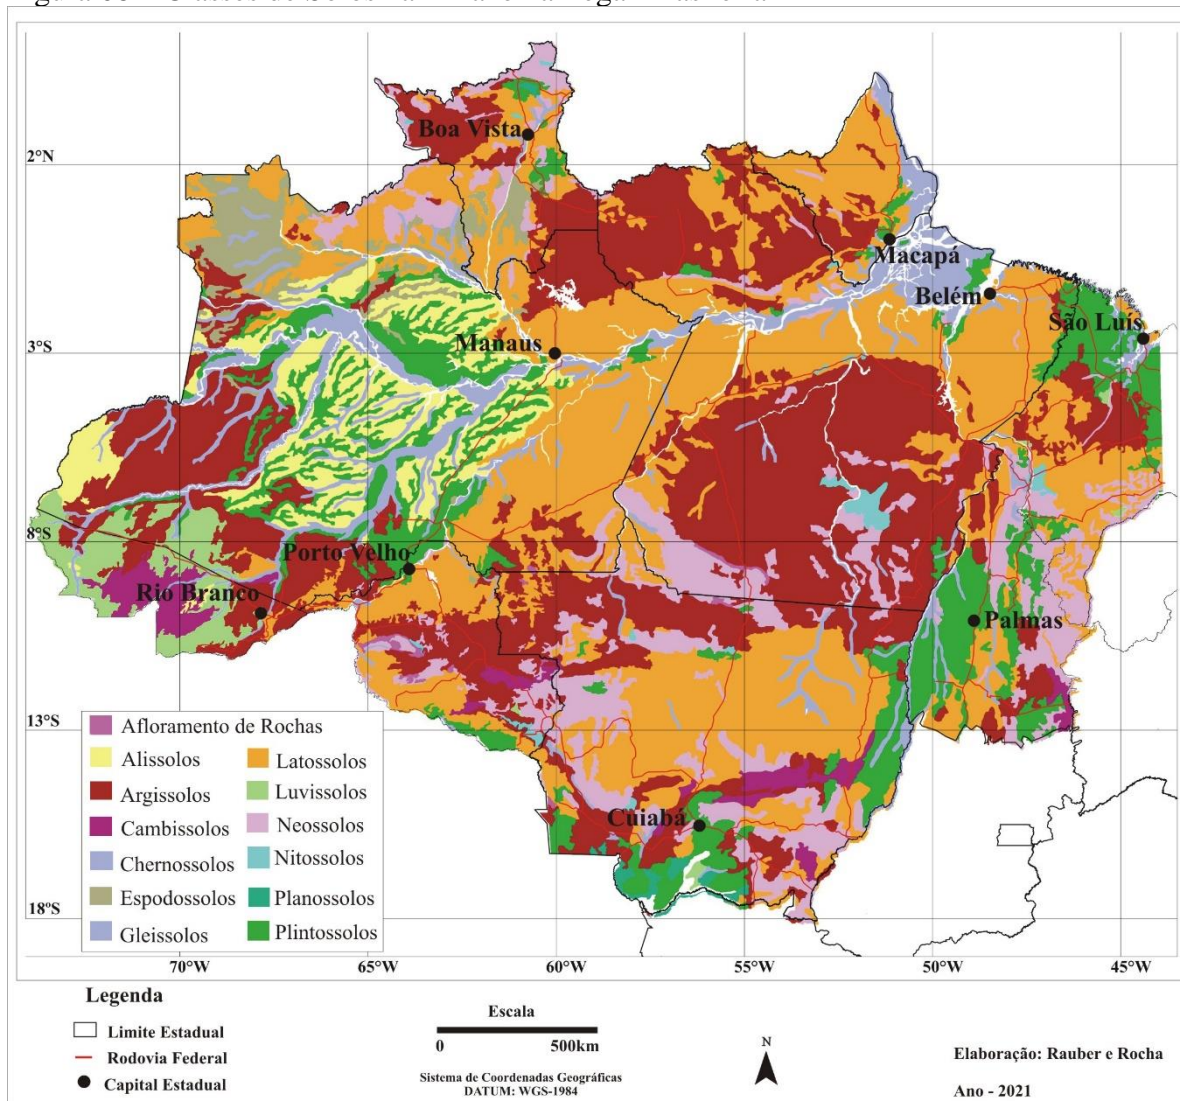 Boa Vista
2°N
Macapá
Belém
São Luís
Manaus
3°S
8°S
Porto Velho
Rio Branco
Palmas
13°S
Cuiabá
18°S
Afloramento de Rochas
Alissolos
Latossolos
Argissolos
Luvissolos
Cambissolos
Neossolos
Chernossolos
Nitossolos
Espodossolos
Planossolos
Gleissolos
Plintossolos
70°W 65°W 60°W 55°W 50°W 45°W
Legenda
Limite Estadual
Rodovia Federal
Capital Estadual
Escala
0 500km
Sistema de Coordenadas Geográficas
DATUM: WGS-1984
N
Elaboração: Rauber e Rocha
Ano - 2021